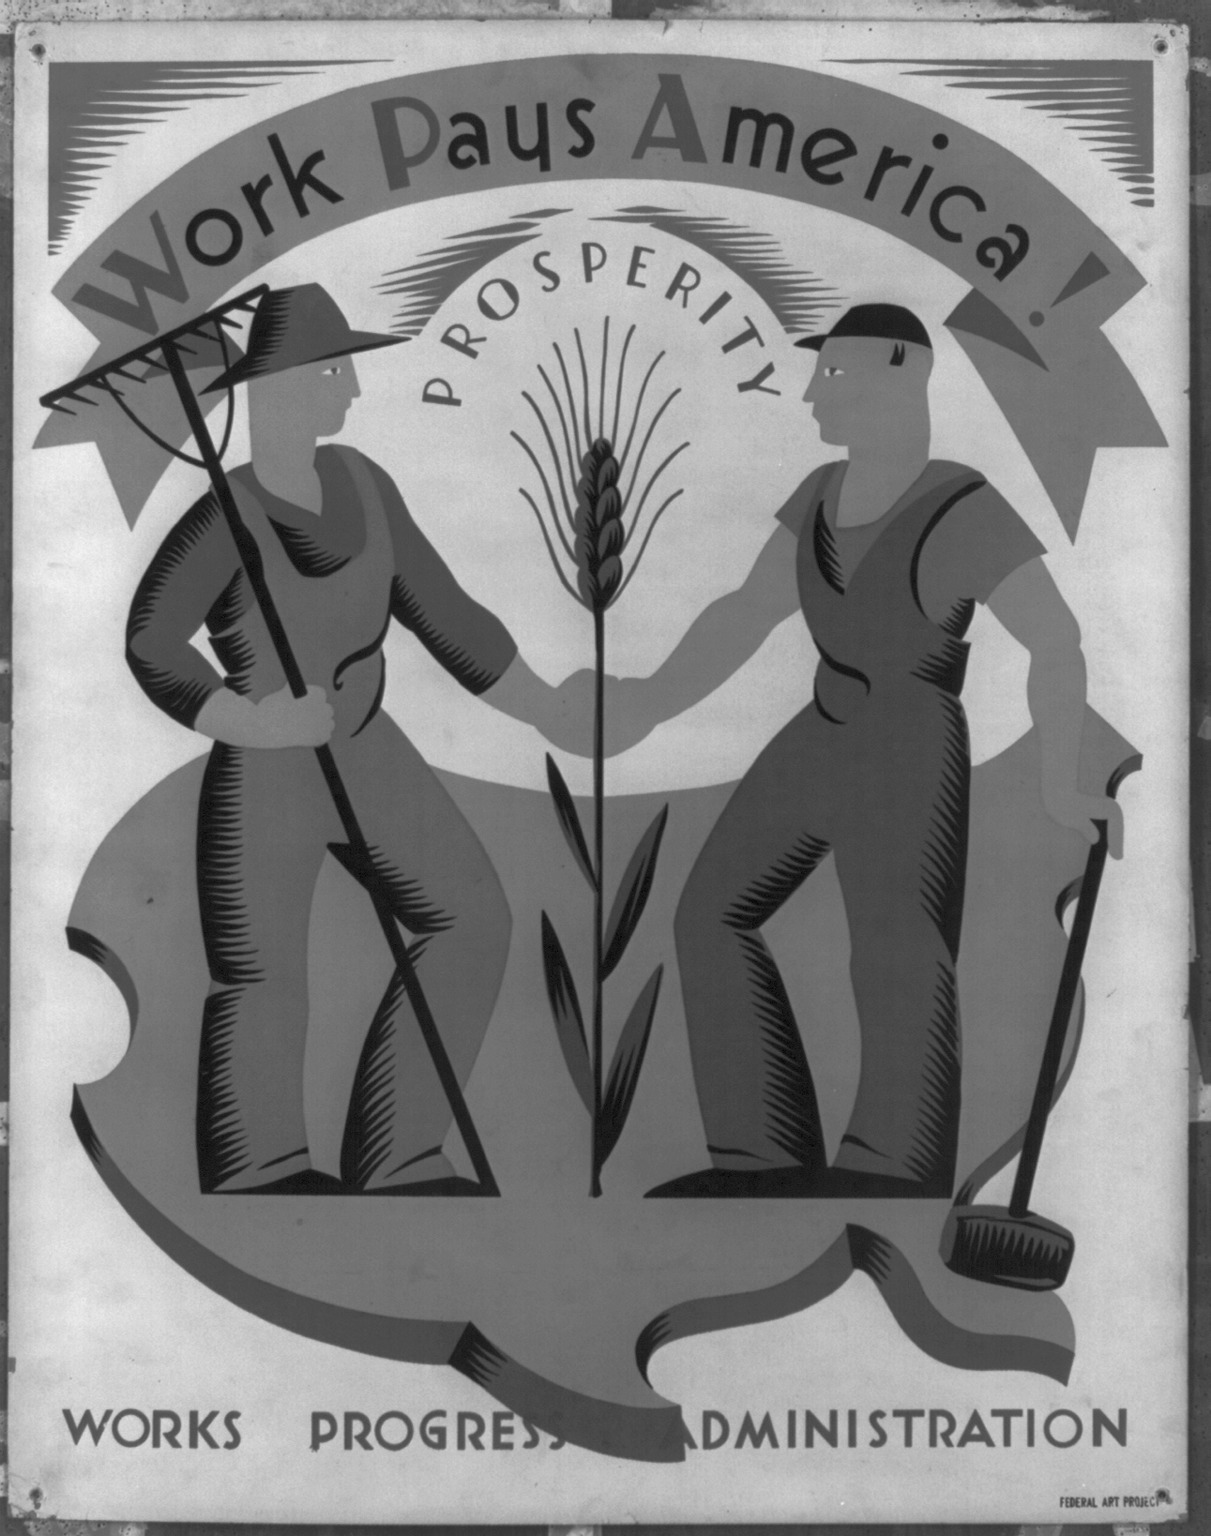 Work Pays America!
PROSPERITY
WORKS PROGRESS ADMINISTRATION
FEDERAL ART PROJECT